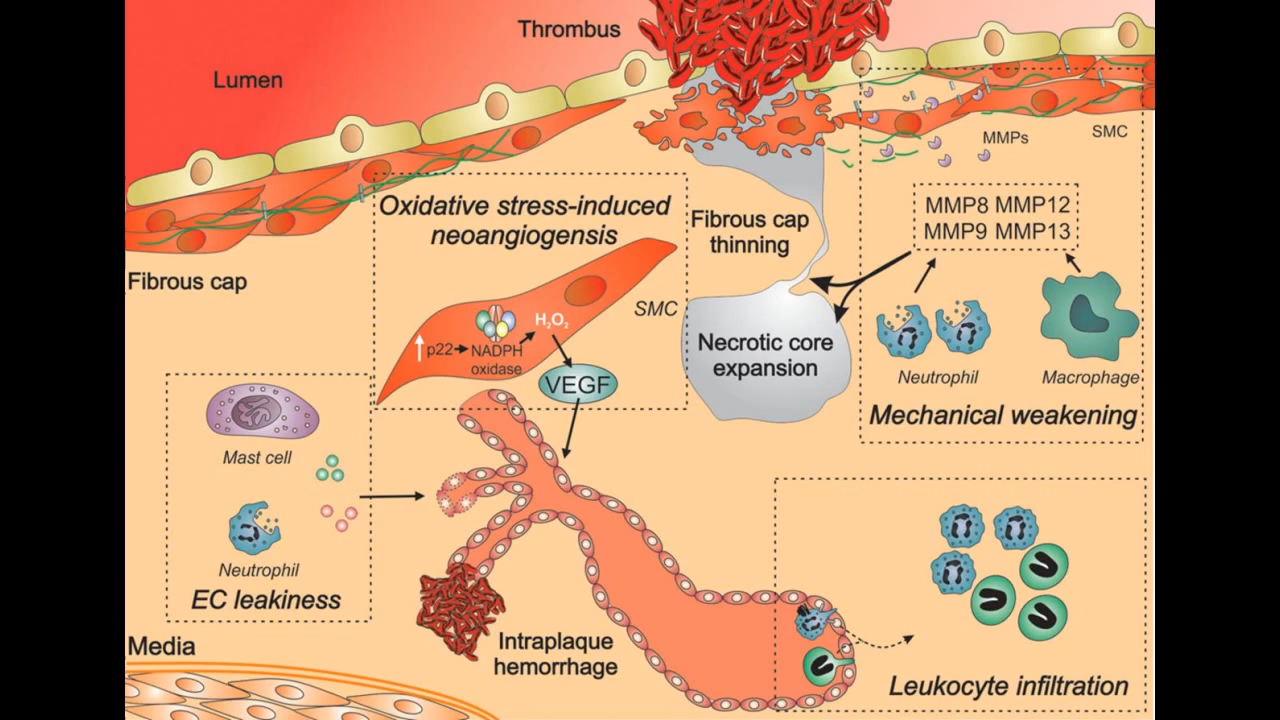 Thrombus
Lumen
MMPs
SMC
Oxidative stress-induced
neoangiogensis
Fibrous cap
thinning
MMP8 MMP12
MMP9 MMP13
Fibrous cap
SMC
H₂O₂
p22
NADPH
oxidase
VEGF
Necrotic core
expansion
Neutrophil
Macrophage
Mechanical weakening
Mast cell
Neutrophil
EC leakiness
Intraplaque
hemorrhage
Media
Leukocyte infiltration